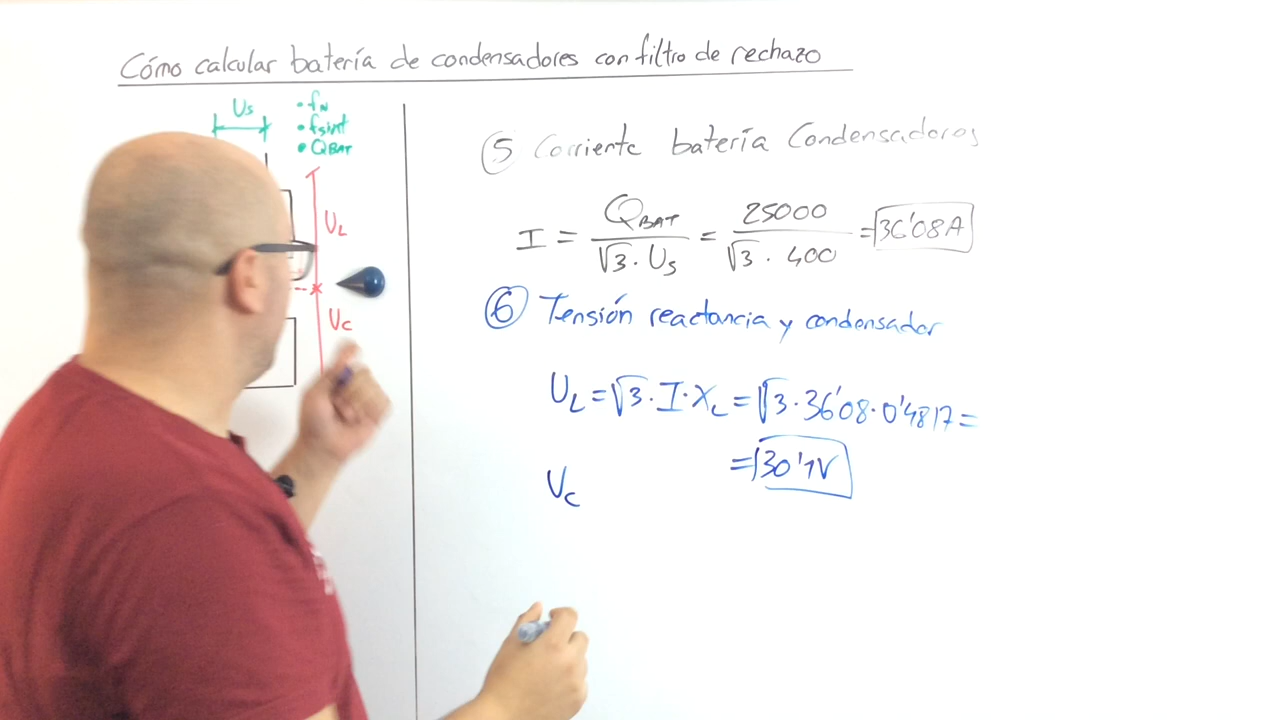 Cómo calcular batería de condensadores con filtro de rechazo
Us
• fN
• fsint
• QBAT
UL
UC
5 Corriente batería Condensadores
I = QBAT / √3 · Us = 25000 / √3 · 400 = 36'08A
6 Tensión reactancia y condensador
UL = √3 · I · XL = √3 · 36'08 · 0'4817 =
= 30'1V
UC